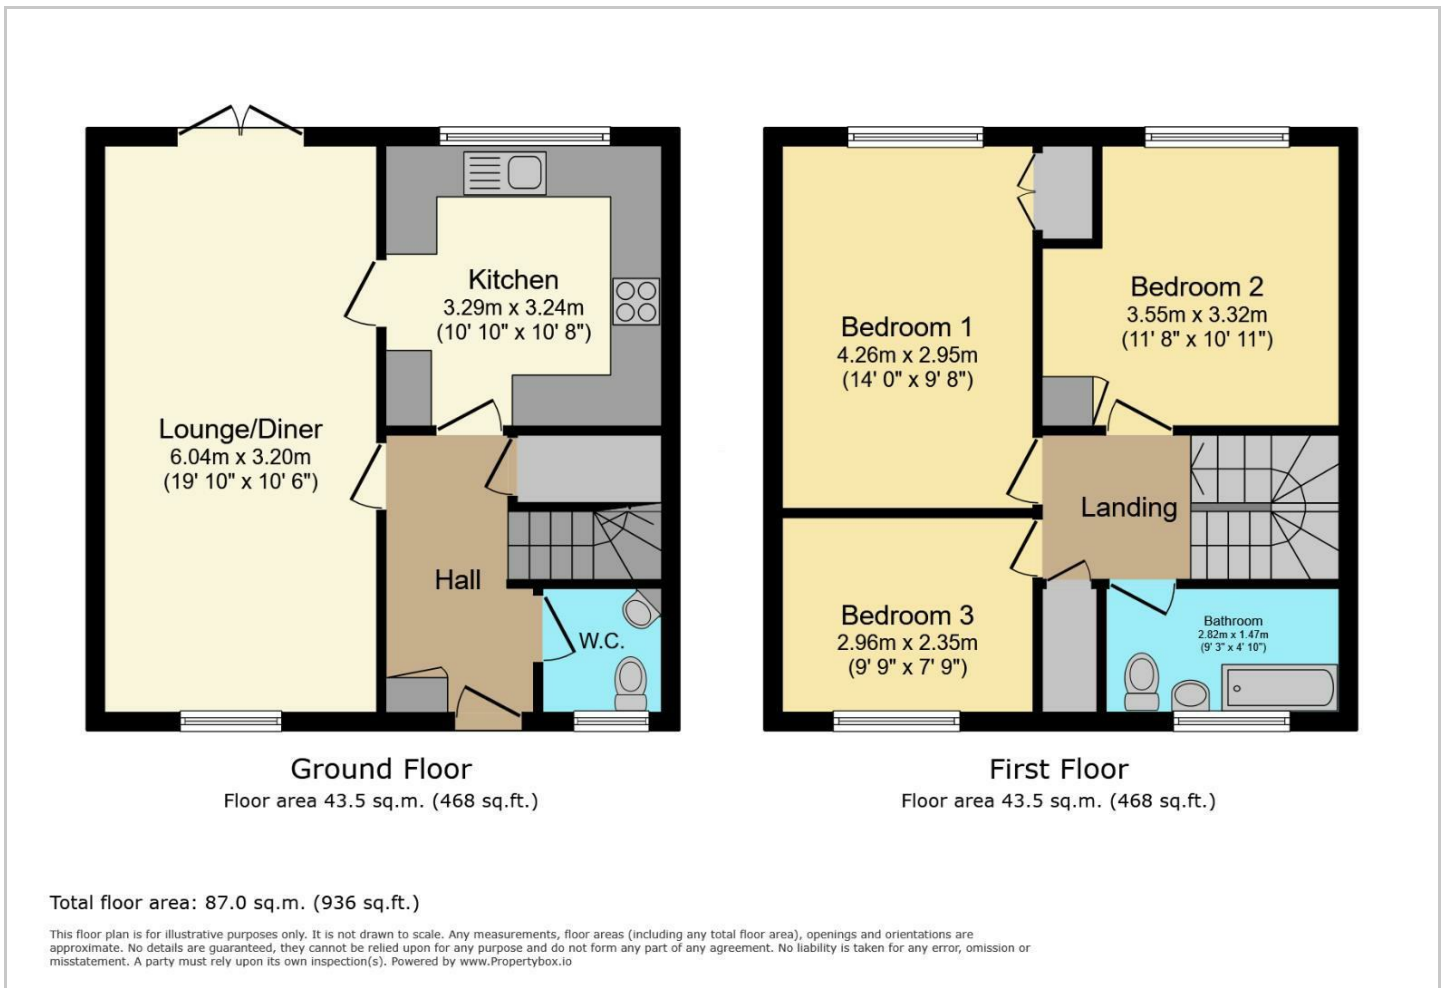 Kitchen
3.29m x 3.24m
(10' 10" x 10' 8")
Lounge/Diner
6.04m x 3.20m
(19' 10" x 10' 6")
Hall
W.C.
Ground Floor
Floor area 43.5 sq.m. (468 sq.ft.)
Bedroom 1
4.26m x 2.95m
(14' 0" x 9' 8")
Bedroom 2
3.55m x 3.32m
(11' 8" x 10' 11")
Landing
Bedroom 3
2.96m x 2.35m
(9' 9" x 7' 9")
Bathroom
2.82m x 1.47m
(9' 3" x 4' 10")
First Floor
Floor area 43.5 sq.m. (468 sq.ft.)
Total floor area: 87.0 sq.m. (936 sq.ft.)
This floor plan is for illustrative purposes only. It is not drawn to scale. Any measurements, floor areas (including any total floor area), openings and orientations are
approximate. No details are guaranteed, they cannot be relied upon for any purpose and do not form any part of any agreement. No liability is taken for any error, omission or
misstatement. A party must rely upon its own inspection(s). Powered by www.Propertybox.io